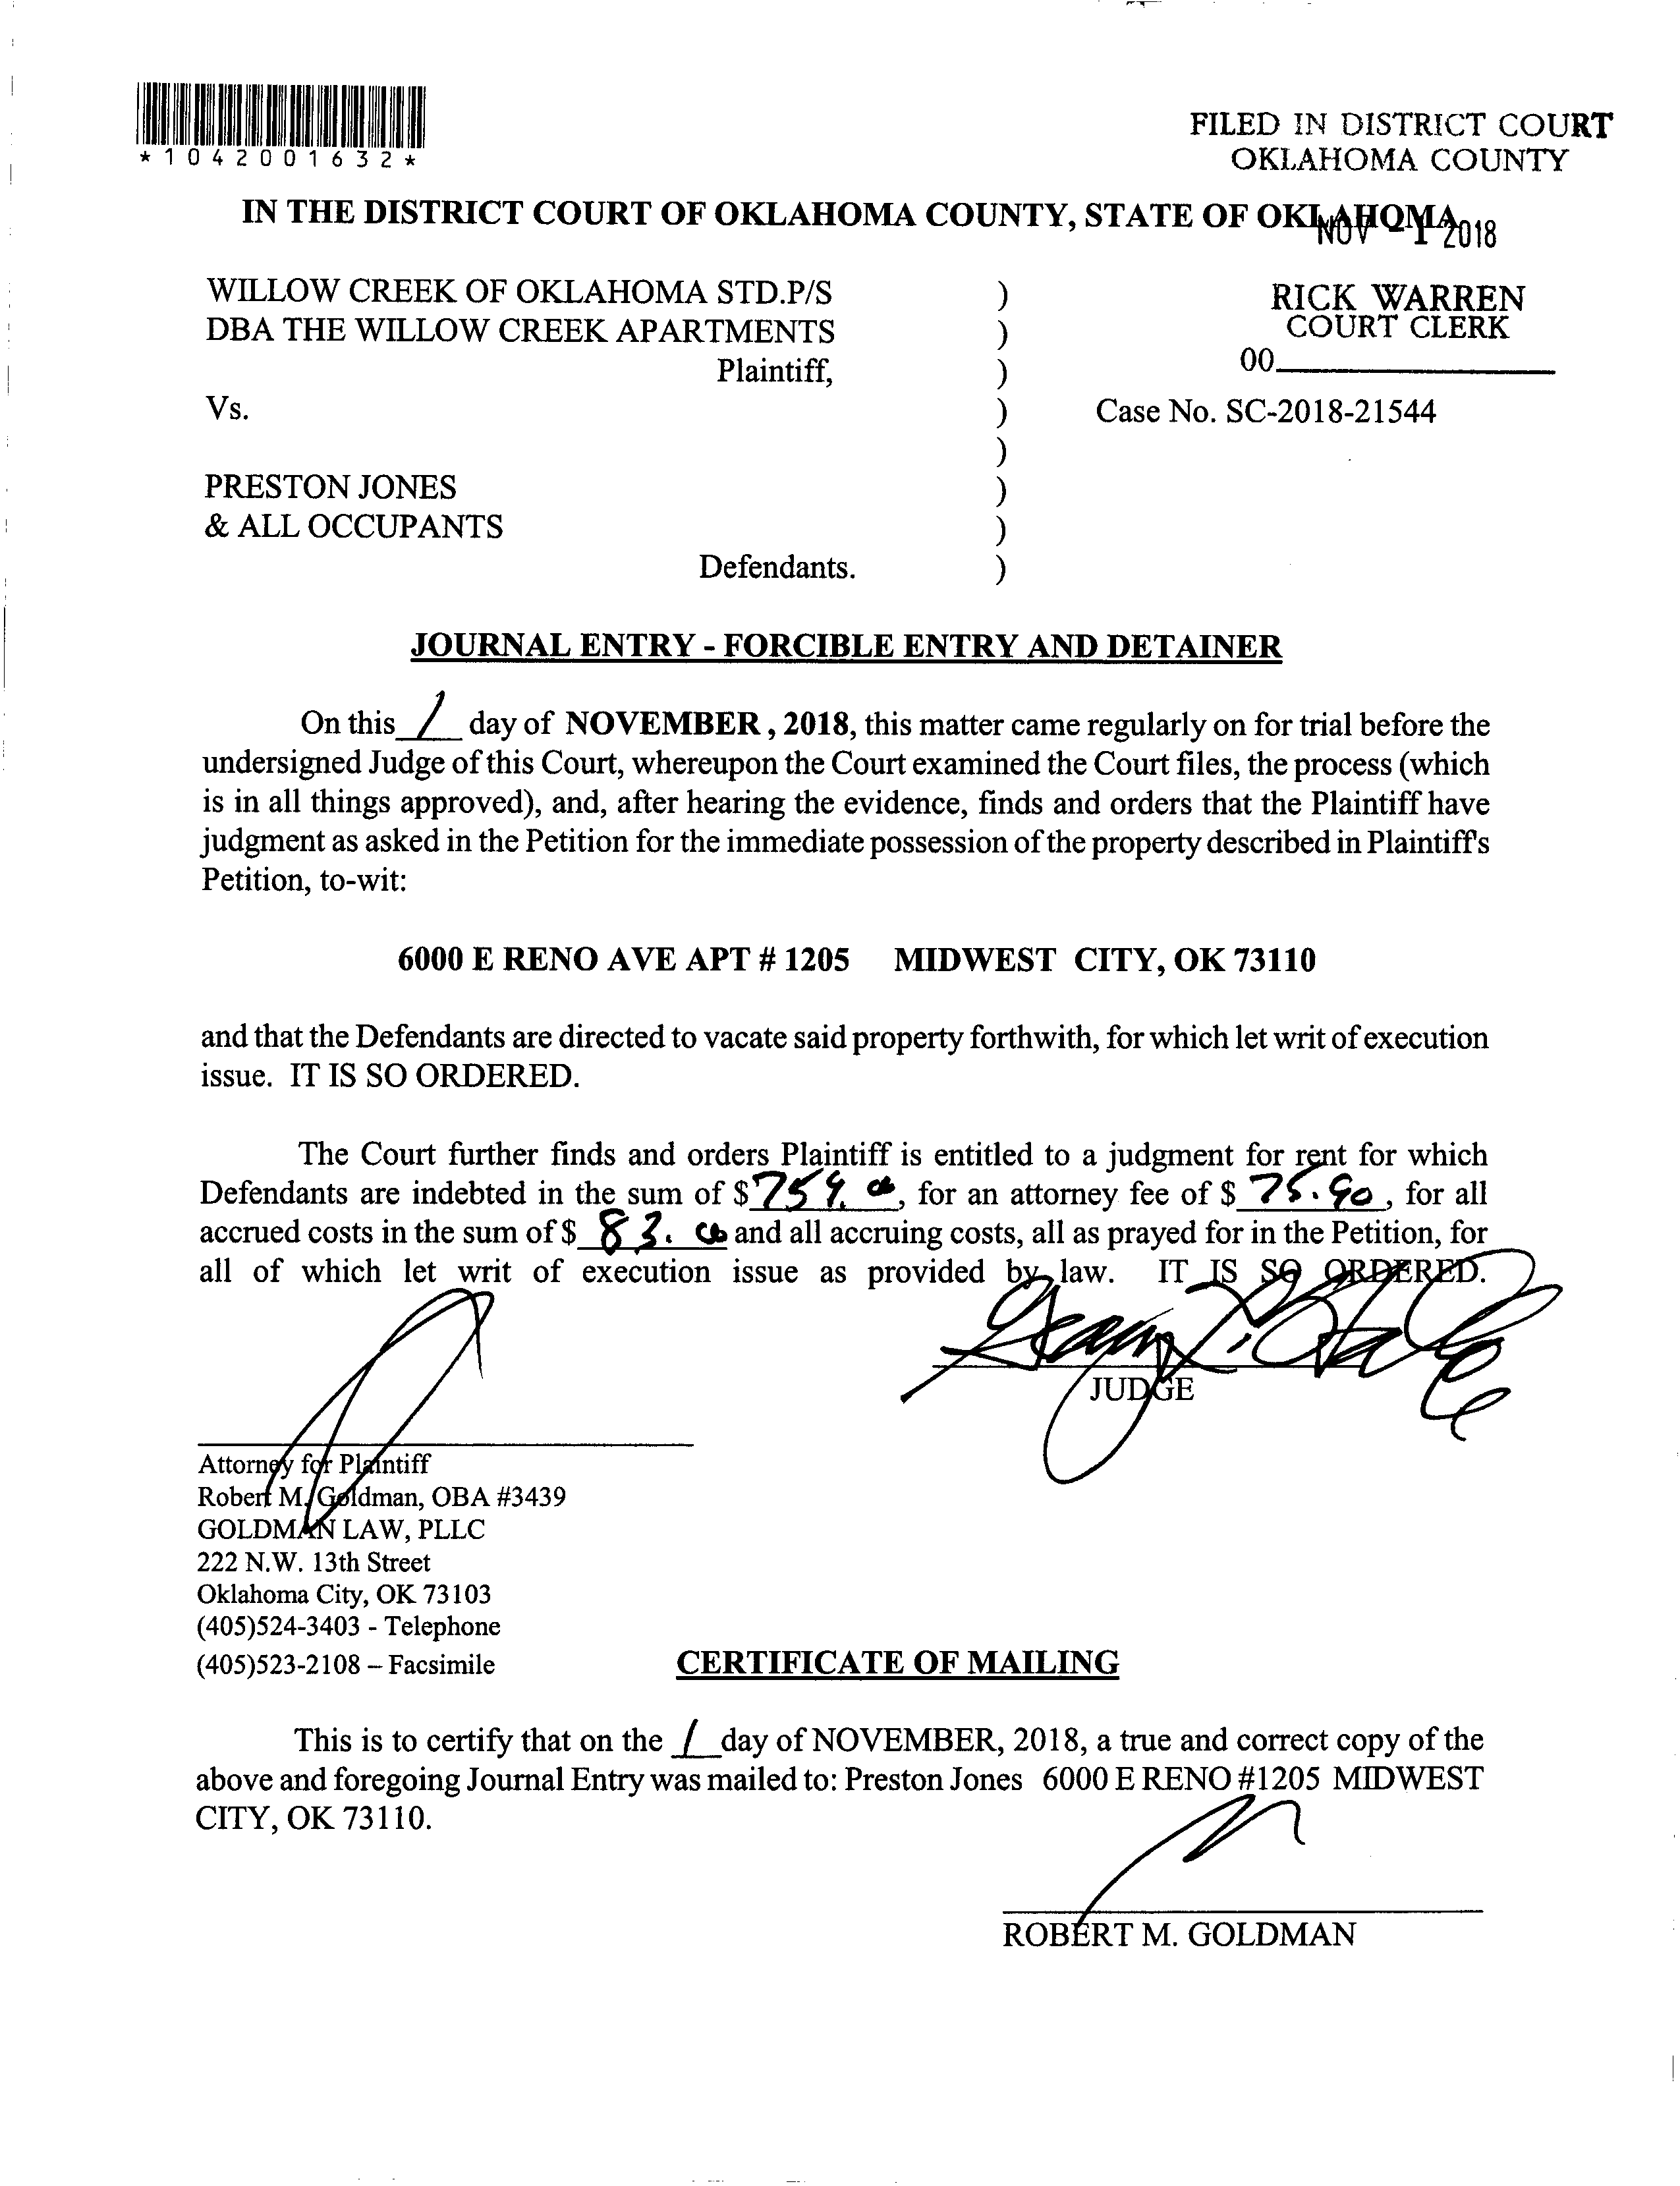 *1042001632*
FILED IN DISTRICT COURT
OKLAHOMA COUNTY
IN THE DISTRICT COURT OF OKLAHOMA COUNTY, STATE OF OKLAHOMA
NOV - 1 2018
WILLOW CREEK OF OKLAHOMA STD.P/S )
DBA THE WILLOW CREEK APARTMENTS )
Plaintiff, )
RICK WARREN
COURT CLERK
00
Vs. ) Case No. SC-2018-21544
)
PRESTON JONES )
& ALL OCCUPANTS )
Defendants. )
JOURNAL ENTRY - FORCIBLE ENTRY AND DETAINER
On this 1 day of NOVEMBER , 2018, this matter came regularly on for trial before the
undersigned Judge of this Court, whereupon the Court examined the Court files, the process (which
is in all things approved), and, after hearing the evidence, finds and orders that the Plaintiff have
judgment as asked in the Petition for the immediate possession of the property described in Plaintiff's
Petition, to-wit:
6000 E RENO AVE APT # 1205 MIDWEST CITY, OK 73110
and that the Defendants are directed to vacate said property forthwith, for which let writ of execution
issue. IT IS SO ORDERED.
The Court further finds and orders Plaintiff is entitled to a judgment for rent for which
Defendants are indebted in the sum of $ 759.00, for an attorney fee of $ 75.90, for all
accrued costs in the sum of $ 83.00 and all accruing costs, all as prayed for in the Petition, for
all of which let writ of execution issue as provided by law. IT IS SO ORDERED.
JUDGE
Attorney for Plaintiff
Robert M. Goldman, OBA #3439
GOLDMAN LAW, PLLC
222 N.W. 13th Street
Oklahoma City, OK 73103
(405)524-3403 - Telephone
(405)523-2108 – Facsimile
CERTIFICATE OF MAILING
This is to certify that on the 1 day of NOVEMBER, 2018, a true and correct copy of the
above and foregoing Journal Entry was mailed to: Preston Jones 6000 E RENO #1205 MIDWEST
CITY, OK 73110.
ROBERT M. GOLDMAN